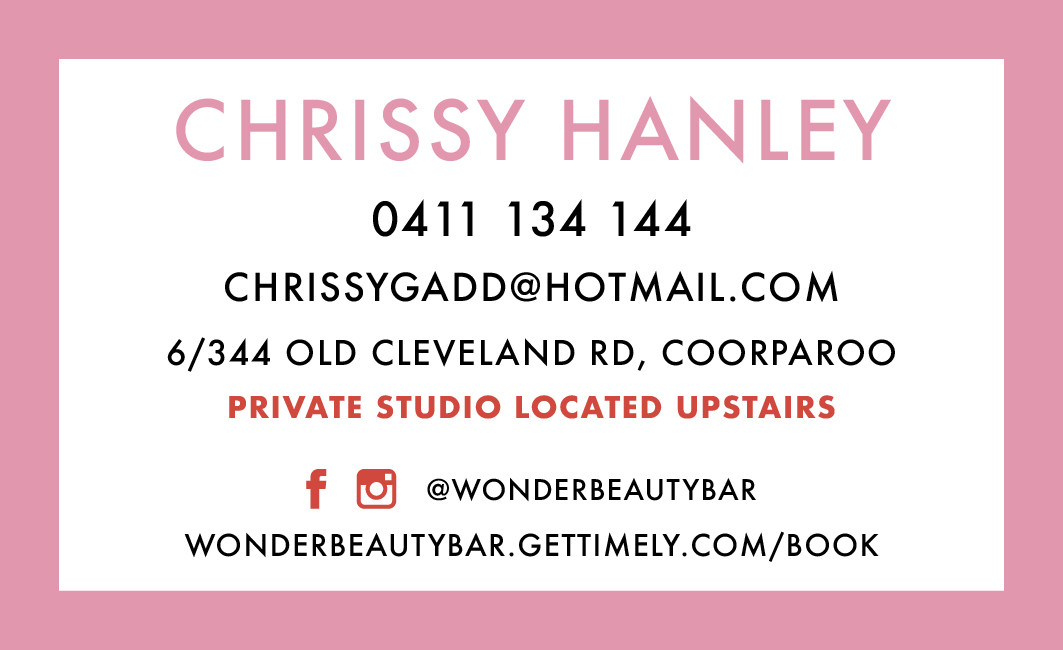 CHRISSY HANLEY
0411 134 144
CHRISSYGADD@HOTMAIL.COM
6/344 OLD CLEVELAND RD, COORPAROO
PRIVATE STUDIO LOCATED UPSTAIRS
@WONDERBEAUTYBAR
WONDERBEAUTYBAR.GETTIMELY.COM/BOOK